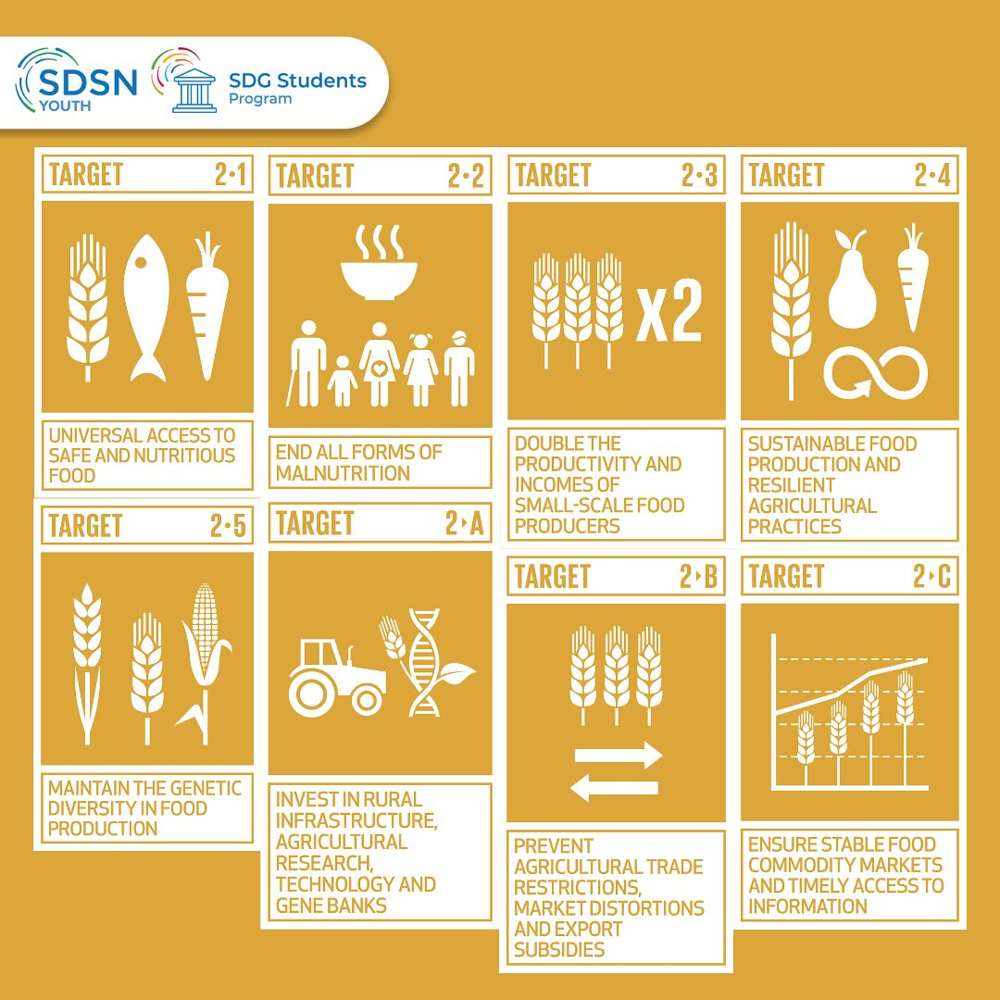 SDSN
YOUTH
SDG Students
Program
TARGET 2•1
UNIVERSAL ACCESS TO
SAFE AND NUTRITIOUS
FOOD
TARGET 2•2
END ALL FORMS OF
MALNUTRITION
TARGET 2•3
x2
DOUBLE THE
PRODUCTIVITY AND
INCOMES OF
SMALL-SCALE FOOD
PRODUCERS
TARGET 2•4
SUSTAINABLE FOOD
PRODUCTION AND
RESILIENT
AGRICULTURAL
PRACTICES
TARGET 2•5
MAINTAIN THE GENETIC
DIVERSITY IN FOOD
PRODUCTION
TARGET 2‣A
INVEST IN RURAL
INFRASTRUCTURE,
AGRICULTURAL
RESEARCH,
TECHNOLOGY AND
GENE BANKS
TARGET 2‣B
PREVENT
AGRICULTURAL TRADE
RESTRICTIONS,
MARKET DISTORTIONS
AND EXPORT
SUBSIDIES
TARGET 2‣C
ENSURE STABLE FOOD
COMMODITY MARKETS
AND TIMELY ACCESS TO
INFORMATION